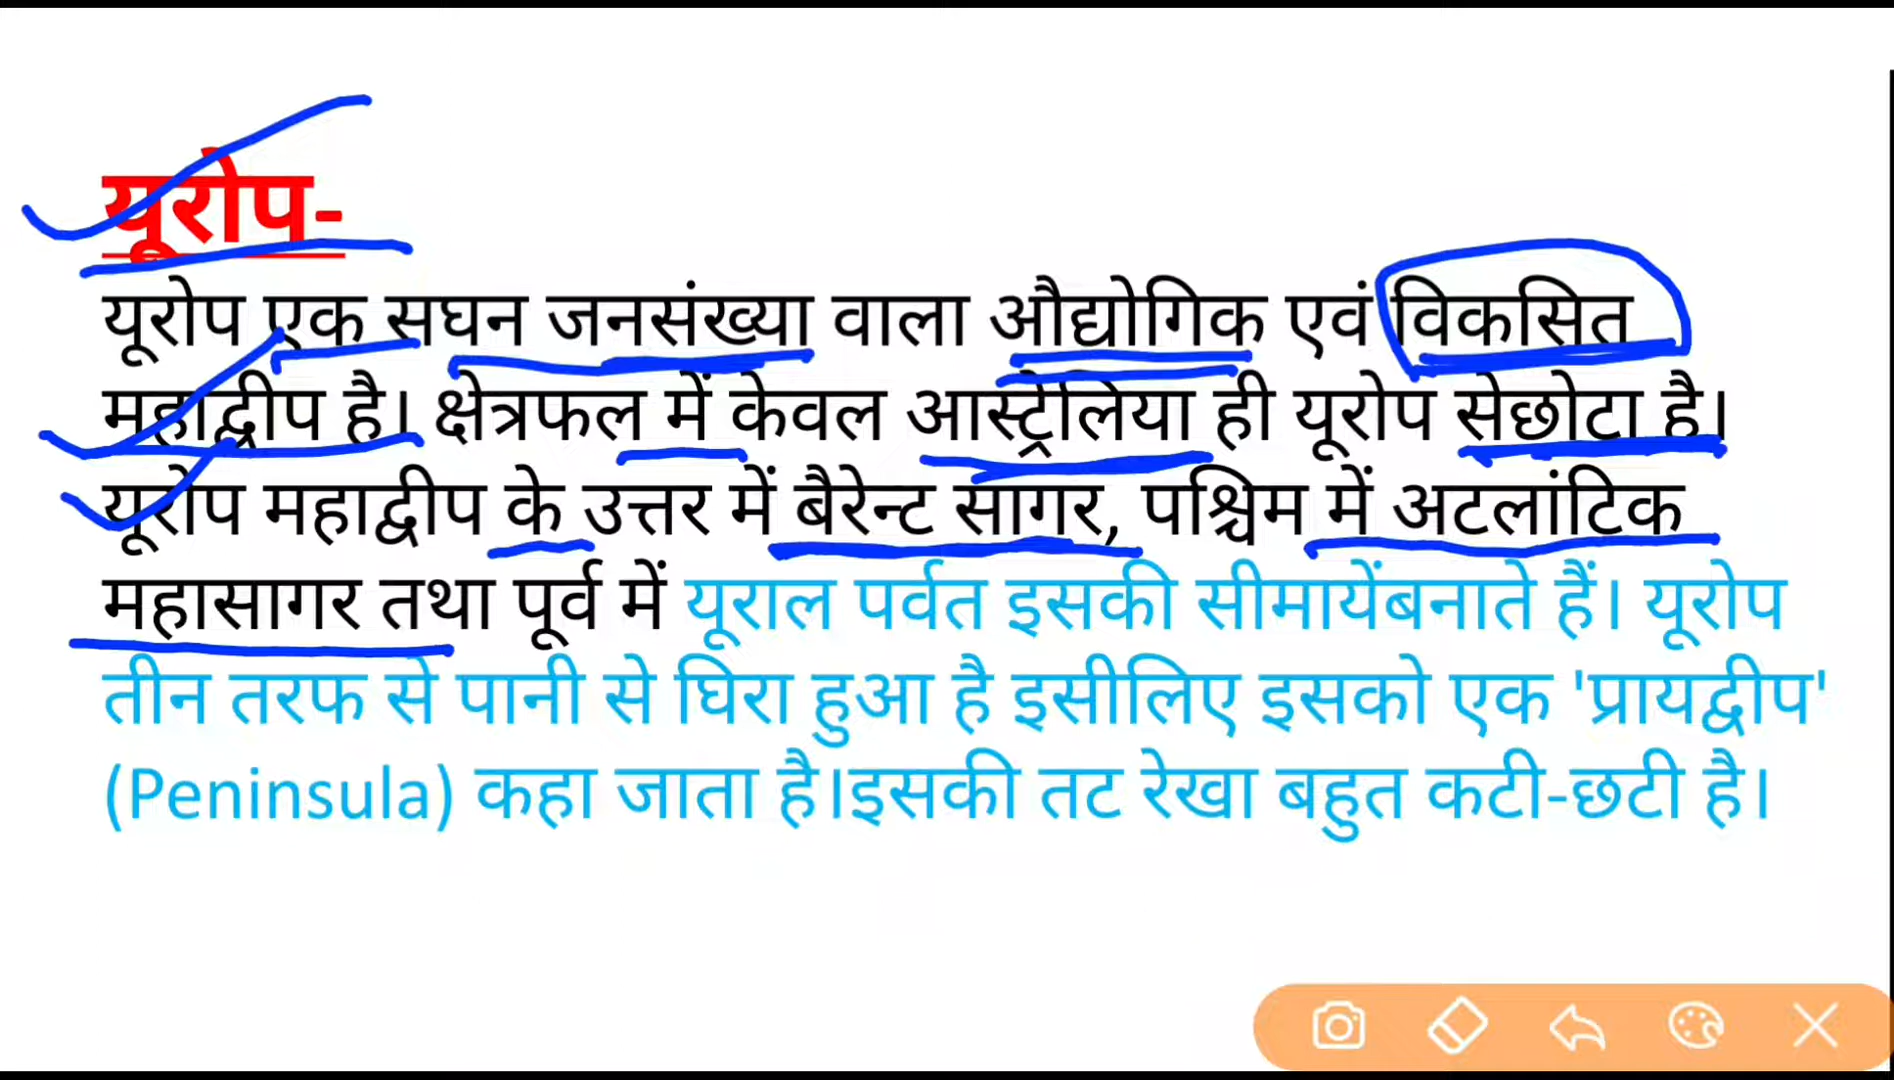 यूरोप-
यूरोप एक सघन जनसंख्या वाला औद्योगिक एवं विकसित
महाद्वीप है। क्षेत्रफल में केवल आस्ट्रेलिया ही यूरोप सेछोटा है।
यूरोप महाद्वीप के उत्तर में बैरेन्ट सागर, पश्चिम में अटलांटिक
महासागर तथा पूर्व में यूराल पर्वत इसकी सीमायेंबनाते हैं। यूरोप
तीन तरफ से पानी से घिरा हुआ है इसीलिए इसको एक 'प्रायद्वीप'
(Peninsula) कहा जाता है।इसकी तट रेखा बहुत कटी-छटी है।